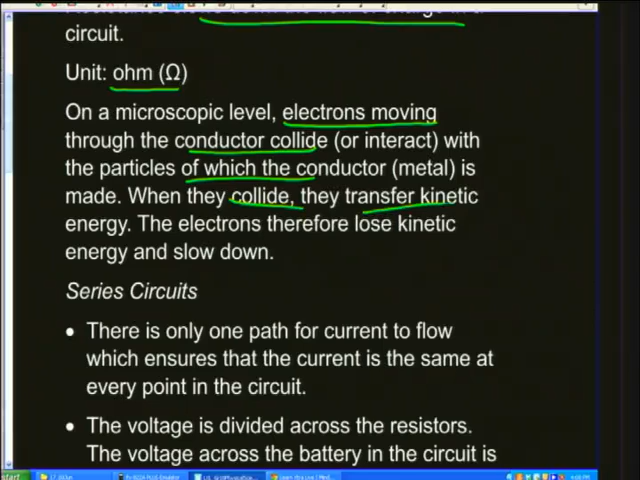 circuit.
Unit: ohm (Ω)
On a microscopic level, electrons moving
through the conductor collide (or interact) with
the particles of which the conductor (metal) is
made. When they collide, they transfer kinetic
energy. The electrons therefore lose kinetic
energy and slow down.
Series Circuits
• There is only one path for current to flow
which ensures that the current is the same at
every point in the circuit.
• The voltage is divided across the resistors.
The voltage across the battery in the circuit is
start